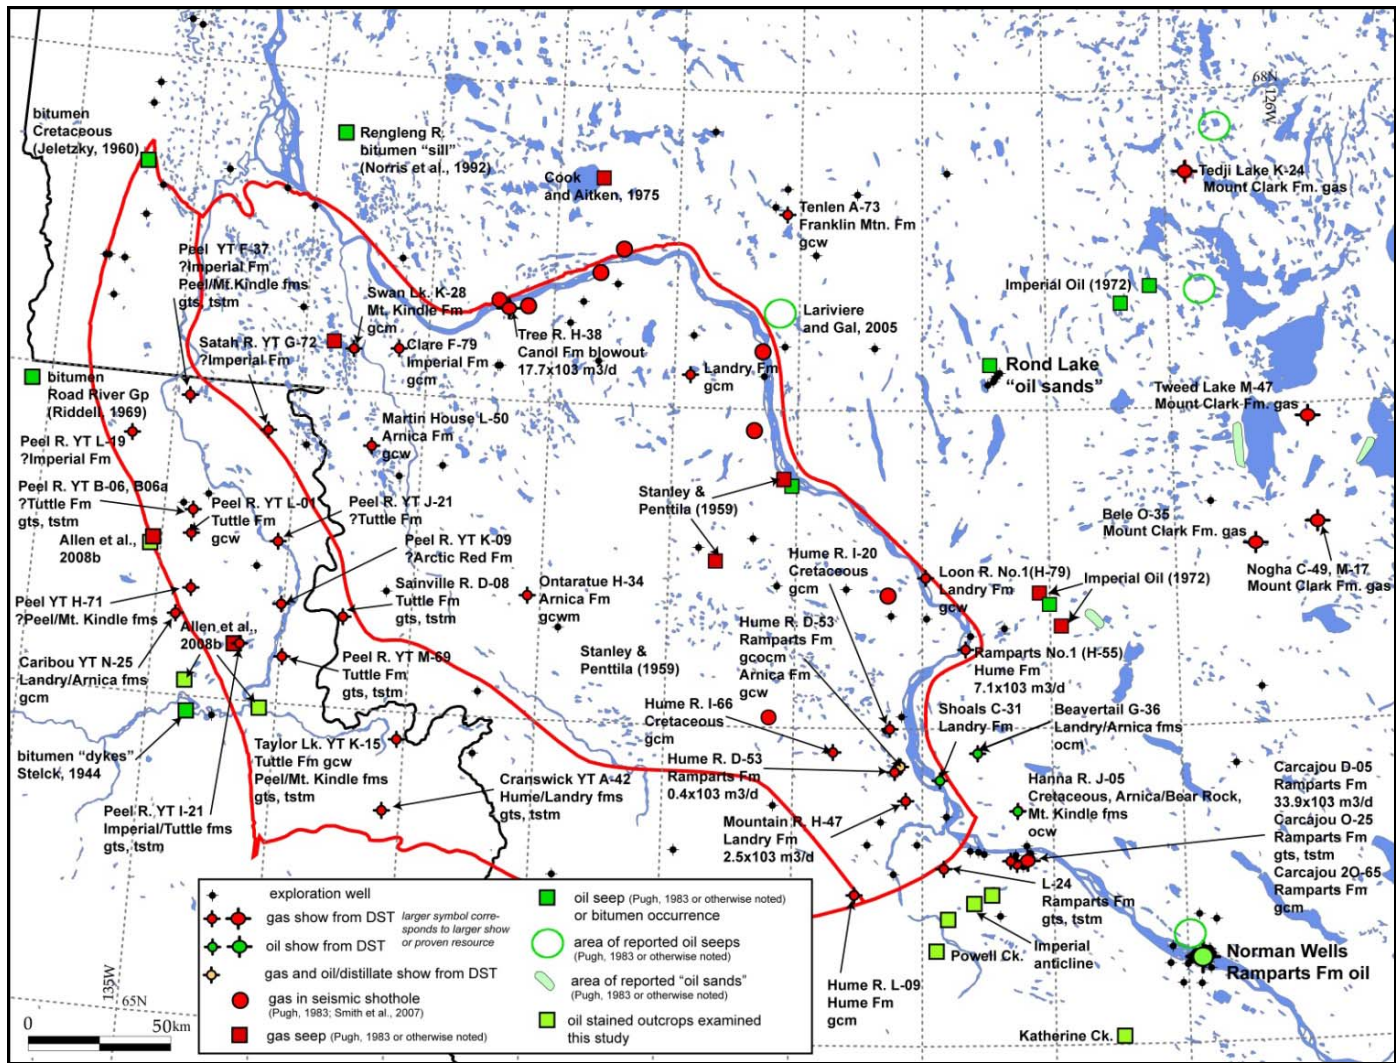 bitumen
Cretaceous
(Jeletzky, 1960)
Rengleng R.
bitumen “sill”
(Norris et al., 1992)
Cook
and Aitken, 1975
68N
126W
Tedji Lake K-24
Mount Clark Fm. gas
Tenlen A-73
Franklin Mtn. Fm
gcw
Peel YT F-37
?Imperial Fm
Peel/Mt.Kindle fms
gts, tstm
Swan Lk. K-28
Mt. Kindle Fm
gcm
Imperial Oil (1972)
Satah R. YT G-72
?Imperial Fm
Clare F-79
Imperial Fm
gcm
Tree R. H-38
Canol Fm blowout
17.7x103 m3/d
Lariviere
and Gal, 2005
Landry Fm
gcm
Rond Lake
“oil sands”
bitumen
Road River Gp
(Riddell, 1969)
Tweed Lake M-47
Mount Clark Fm. gas
Martin House L-50
Arnica Fm
gcw
Peel R. YT L-19
?Imperial Fm
Peel R. YT B-06, B06a
?Tuttle Fm
gts, tstm
Peel R. YT L-01
Tuttle Fm
gcw
Peel R. YT J-21
?Tuttle Fm
Stanley &
Penttila (1959)
Bele O-35
Mount Clark Fm. gas
Allen et al.,
2008b
Peel R. YT K-09
?Arctic Red Fm
Hume R. I-20
Cretaceous
gcm
Loon R. No.1(H-79)
Landry Fm
gcw
Imperial Oil (1972)
Nogha C-49, M-17
Mount Clark Fm. gas
Sainville R. D-08
Tuttle Fm
gts, tstm
Ontaratue H-34
Arnica Fm
gcwm
Peel YT H-71
?Peel/Mt. Kindle fms
Allen et al.,
2008b
Hume R. D-53
Ramparts Fm
gcocm
Arnica Fm
gcw
Caribou YT N-25
Landry/Arnica fms
gcm
Peel R. YT M-69
Tuttle Fm
gts, tstm
Stanley &
Penttila (1959)
Ramparts No.1 (H-55)
Hume Fm
7.1x103 m3/d
Hume R. I-66
Cretaceous
gcm
Shoals C-31
Landry Fm
Beavertail G-36
Landry/Arnica fms
ocm
bitumen “dykes”
Stelck, 1944
Taylor Lk. YT K-15
Tuttle Fm gcw
Peel/Mt. Kindle fms
gts, tstm
Hume R. D-53
Ramparts Fm
0.4x103 m3/d
Carcajou D-05
Ramparts Fm
33.9x103 m3/d
Carcajou O-25
Ramparts Fm
gts, tstm
Carcajou 2O-65
Ramparts Fm
gcm
Cranswick YT A-42
Hume/Landry fms
gts, tstm
Hanna R. J-05
Cretaceous, Arnica/Bear Rock,
Mt. Kindle fms
ocw
Peel R. YT I-21
Imperial/Tuttle fms
gts, tstm
Mountain R. H-47
Landry Fm
2.5x103 m3/d
L-24
Ramparts Fm
gts, tstm
Imperial
anticline
Powell Ck.
Norman Wells
Ramparts Fm oil
Hume R. L-09
Hume Fm
gcm
Katherine Ck.
135W
65N
0
50km
exploration well
gas show from DST
larger symbol corre-
sponds to larger show
or proven resource
oil show from DST
gas and oil/distillate show from DST
gas in seismic shothole
(Pugh, 1983; Smith et al., 2007)
gas seep (Pugh, 1983 or otherwise noted)
oil seep (Pugh, 1983 or otherwise noted)
or bitumen occurrence
area of reported oil seeps
(Pugh, 1983 or otherwise noted)
area of reported “oil sands”
(Pugh, 1983 or otherwise noted)
oil stained outcrops examined
this study